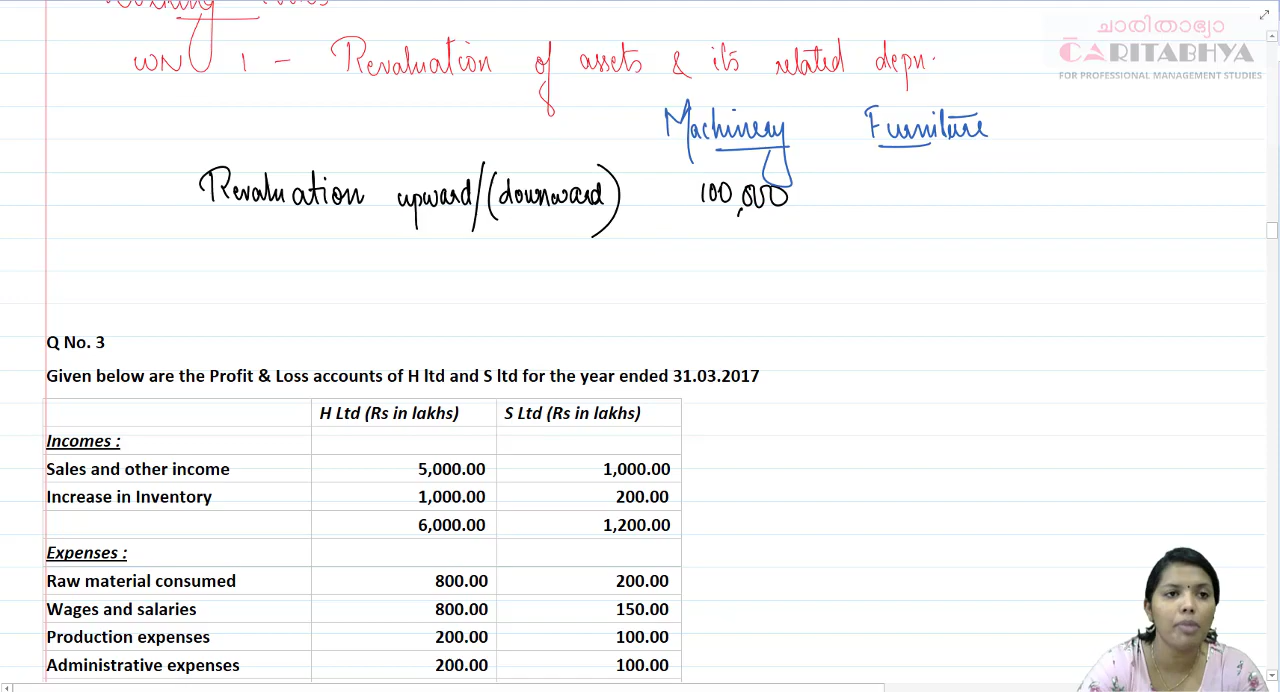 ചാരിതാഭ്യാ
CARITABHYA
FOR PROFESSIONAL MANAGEMENT STUDIES
WN 1 - Revaluation of assets & its related depn.
Machinery Furniture
Revaluation upward/(downward) 100,000
Q No. 3
Given below are the Profit & Loss accounts of H ltd and S ltd for the year ended 31.03.2017
H Ltd (Rs in lakhs) S Ltd (Rs in lakhs)
Incomes :
Sales and other income 5,000.00 1,000.00
Increase in Inventory 1,000.00 200.00
6,000.00 1,200.00
Expenses :
Raw material consumed 800.00 200.00
Wages and salaries 800.00 150.00
Production expenses 200.00 100.00
Administrative expenses 200.00 100.00